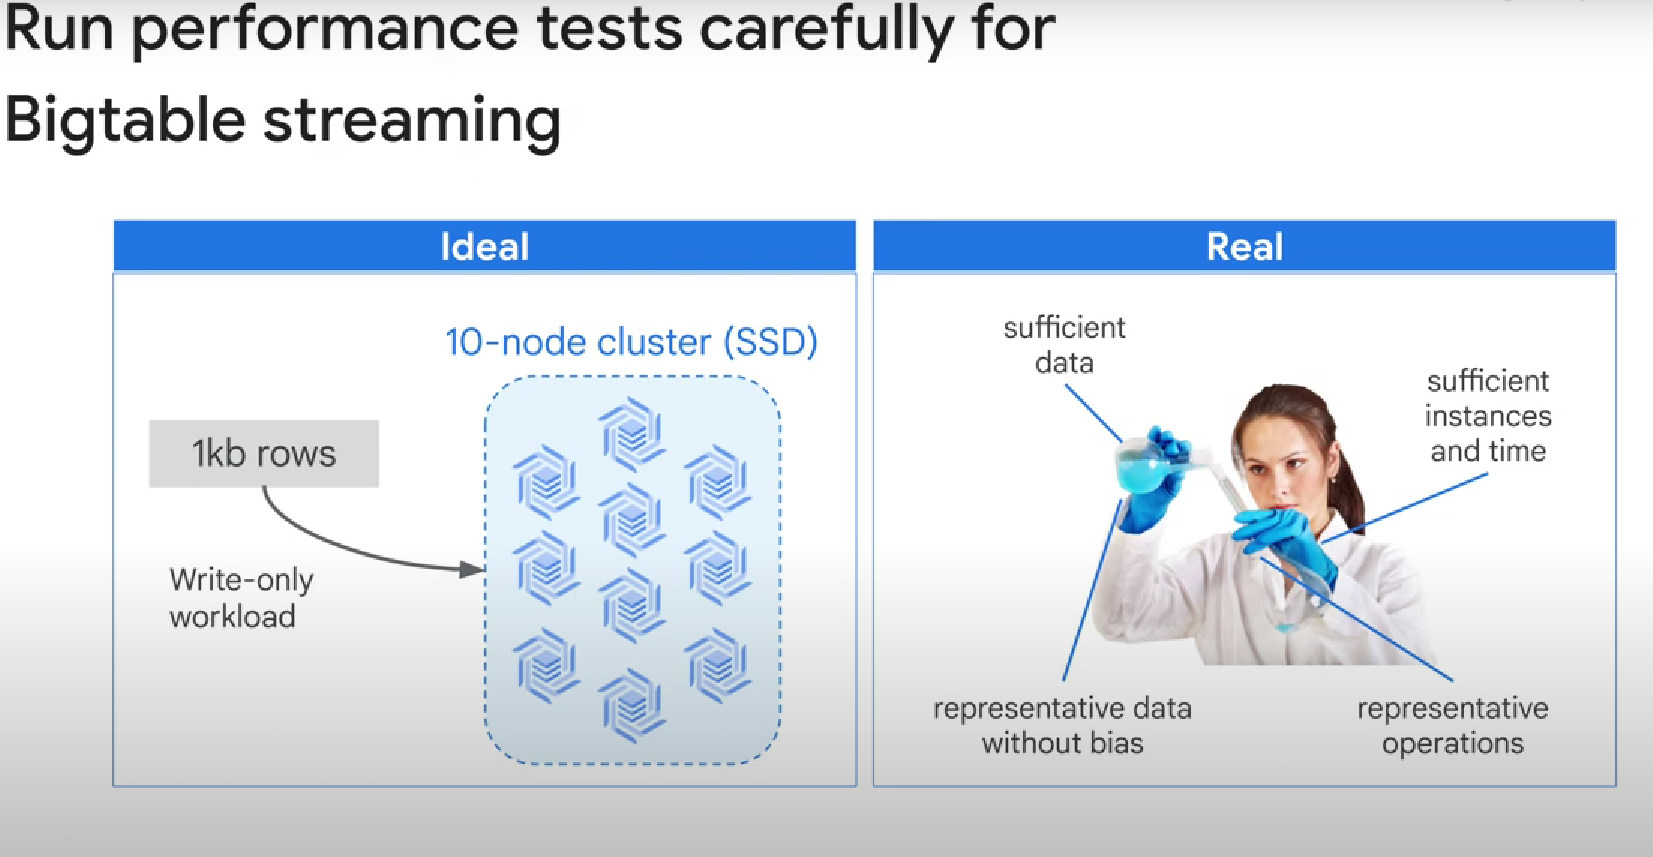 Run performance tests carefully for
Bigtable streaming
Ideal
10-node cluster (SSD)
1kb rows
Write-only
workload
Real
sufficient
data
sufficient
instances
and time
representative data
without bias
representative
operations